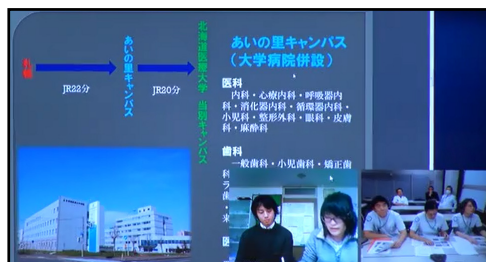 札幌
JR22分
あいの里キャンパス
JR20分
北海道医療大学 当別キャンパス
あいの里キャンパス
(大学病院併設)
医科
内科・心療内科・呼吸器内
科・消化器内科・循環器内科・
小児科・整形外科・眼科・皮膚
科・麻酔科
歯科
一般歯科・小児歯科・矯正歯
科
歯
医